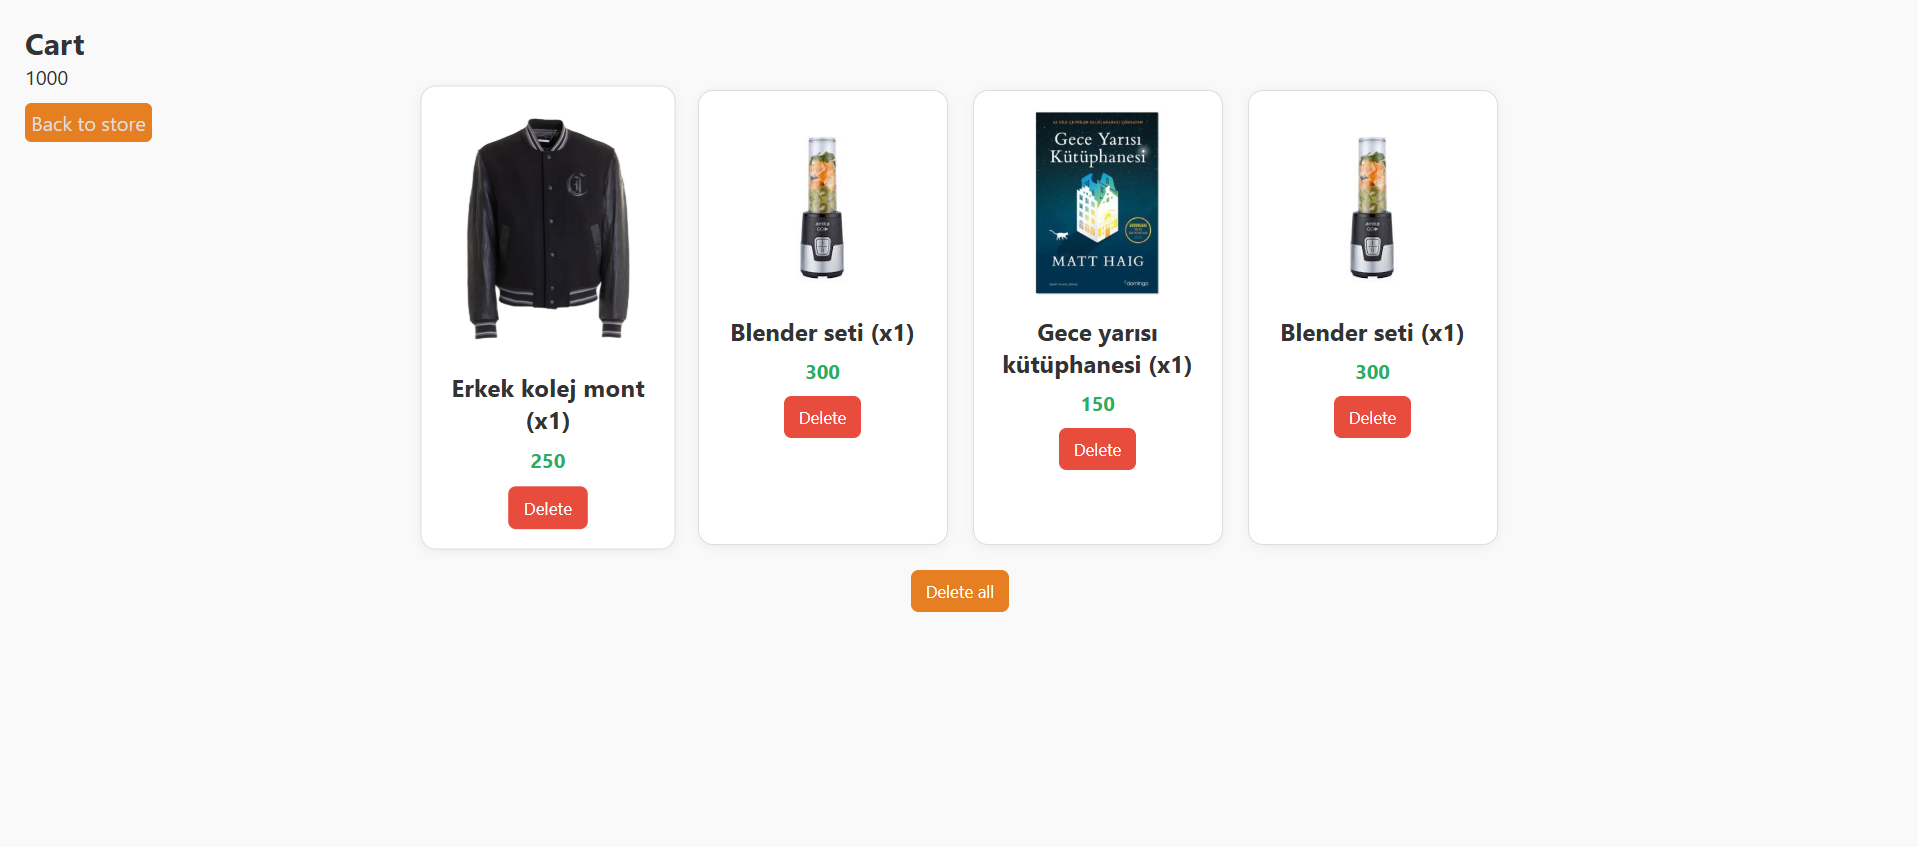 Cart
1000
Back to store
Gece Yarısı
Kütüphanesi
MATT HAIG
domingo
Erkek kolej mont
(x1)
250
Delete
Blender seti (x1)
300
Delete
Gece yarısı
kütüphanesi (x1)
150
Delete
Blender seti (x1)
300
Delete
Delete all